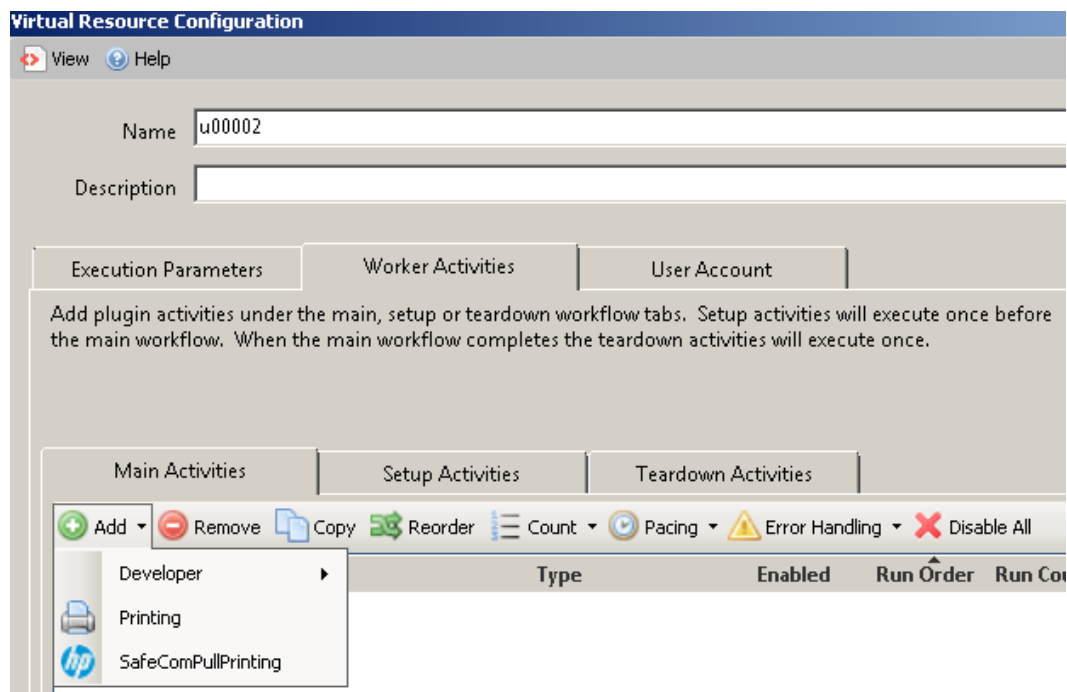 Virtual Resource Configuration
View Help
Name u00002
Description
Execution Parameters Worker Activities User Account
Add plugin activities under the main, setup or teardown workflow tabs. Setup activities will execute once before
the main workflow. When the main workflow completes the teardown activities will execute once.
Main Activities Setup Activities Teardown Activities
Add Remove Copy Reorder Count Pacing Error Handling Disable All
Developer Type Enabled Run Order Run Cou
Printing
hp SafeComPullPrinting